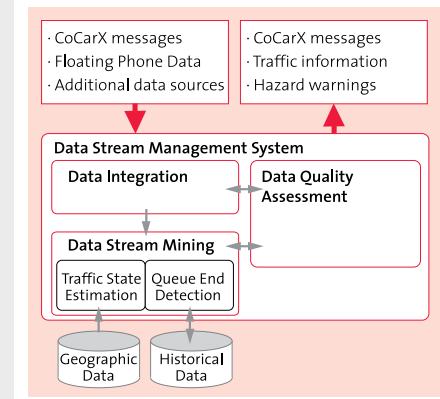 · CoCarX messages
· Floating Phone Data
· Additional data sources
· CoCarX messages
· Traffic information
· Hazard warnings
Data Stream Management System
Data Integration
Data Quality
Assessment
Data Stream Mining
Traffic State
Estimation
Queue End
Detection
Geographic
Data
Historical
Data